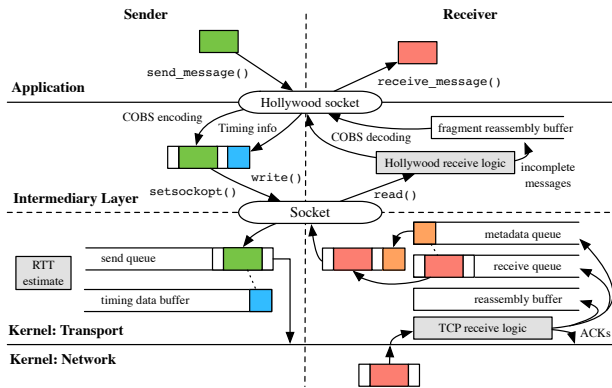 Sender
Receiver
send_message()
receive_message()
Application
Hollywood socket
COBS encoding
Timing info
COBS decoding
fragment reassembly buffer
Hollywood receive logic
incomplete
messages
write()
setsockopt()
read()
Intermediary Layer
Socket
RTT
estimate
send queue
timing data buffer
metadata queue
receive queue
reassembly buffer
TCP receive logic
ACKs
Kernel: Transport
Kernel: Network